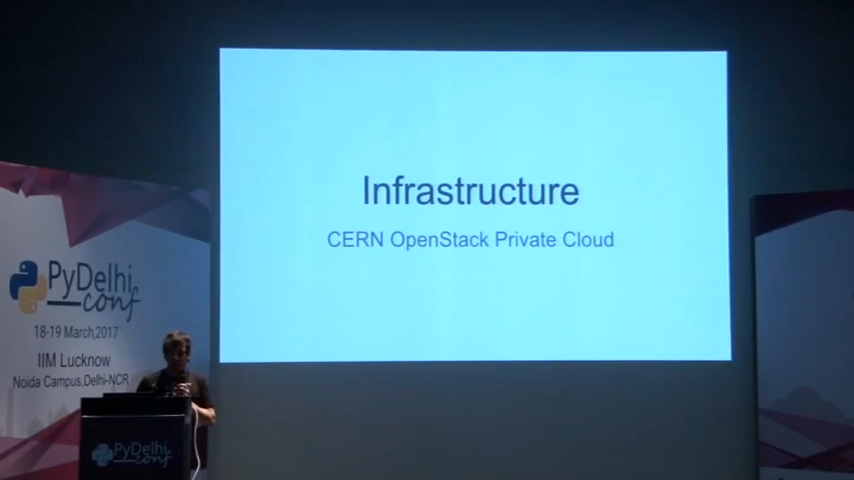 Infrastructure
CERN OpenStack Private Cloud
PyDelhi
conf
18-19 March,2017
IIM Lucknow
Noida Campus,Delhi-NCR
PyDelhi
conf